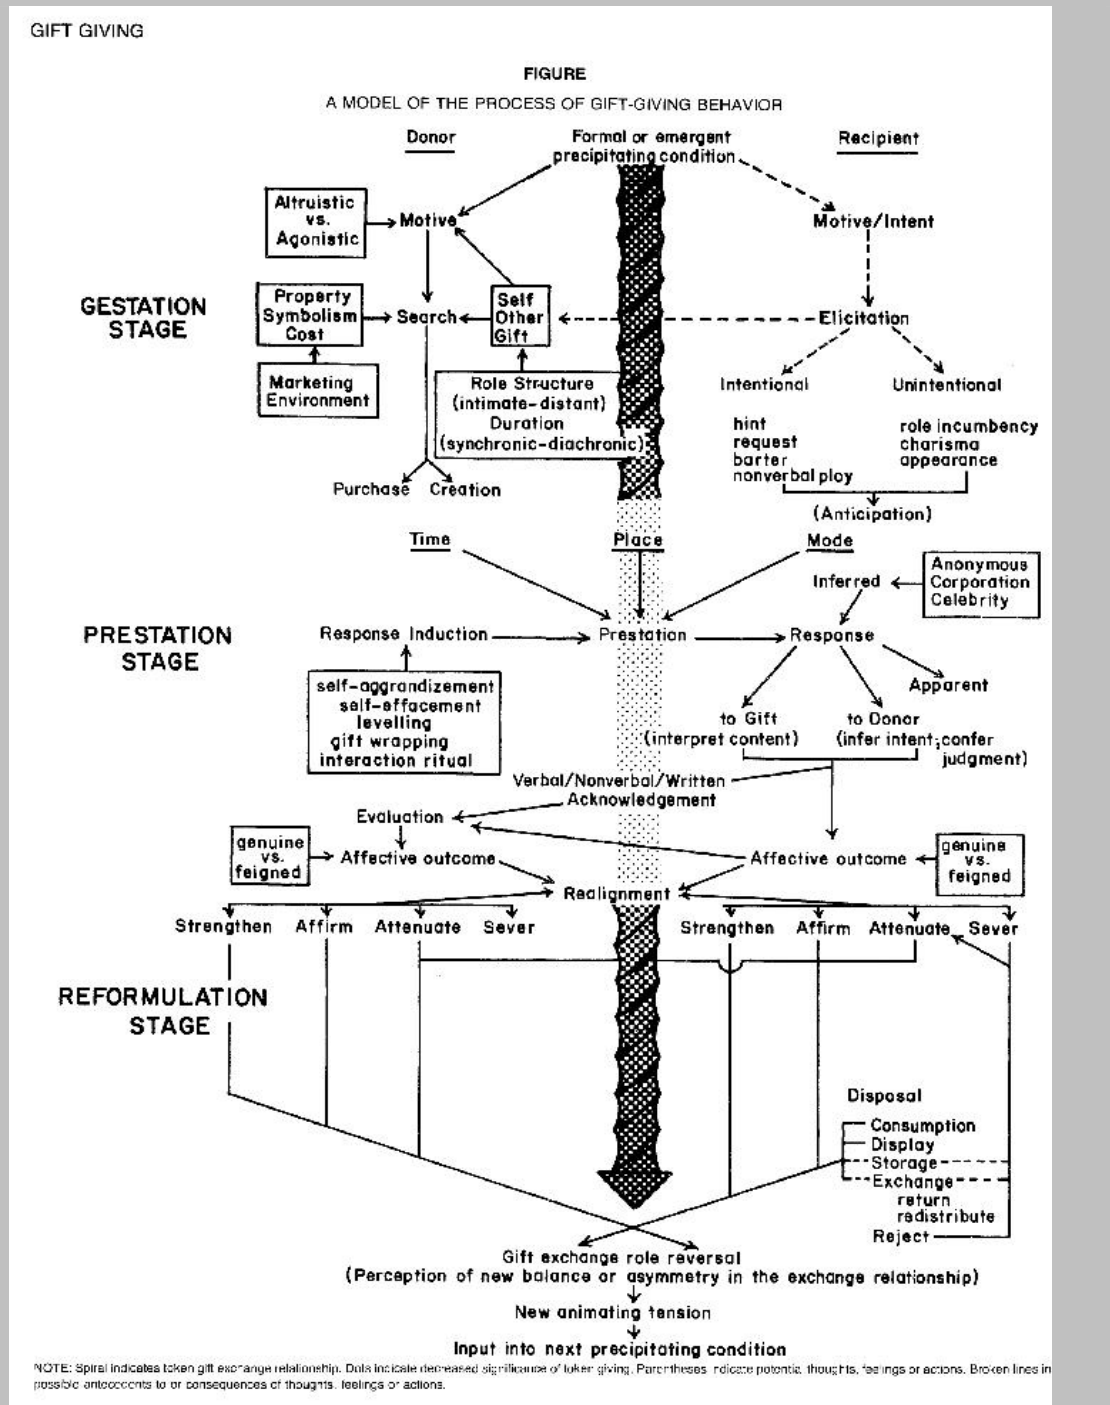 GIFT GIVING
FIGURE
A MODEL OF THE PROCESS OF GIFT-GIVING BEHAVIOR
Donor
Formal or emergent
precipitating condition
Recipient
Altruistic
vs.
Agonistic
Motive
Motive/Intent
GESTATION
STAGE
Property
Symbolism
Cost
Search
Self
Other
Gift
Elicitation
Marketing
Environment
Role Structure
(intimate-distant)
Duration
(synchronic-diachronic)
Intentional
Unintentional
hint
request
barter
nonverbal ploy
role incumbency
charisma
appearance
Purchase
Creation
(Anticipation)
Time
Place
Mode
Inferred
Anonymous
Corporation
Celebrity
PRESTATION
STAGE
Response Induction
Prestation
Response
Apparent
self-aggrandizement
self-effacement
levelling
gift wrapping
interaction ritual
to Gift
(interpret content)
to Donor
(infer intent; confer
judgment)
Verbal/Nonverbal/Written
Acknowledgement
Evaluation
genuine
vs.
feigned
Affective outcome
Affective outcome
genuine
vs.
feigned
Realignment
Strengthen
Affirm
Attenuate
Sever
Strengthen
Affirm
Attenuate
Sever
REFORMULATION
STAGE
Disposal
Consumption
Display
Storage
Exchange
return
redistribute
Reject
Gift exchange role reversal
(Perception of new balance or asymmetry in the exchange relationship)
New animating tension
Input into next precipitating condition
NOTE: Spiral indicates token gift exchange relationship. Dots indicate decreased significance of token giving. Parentheses indicate potential thoughts, feelings or actions. Broken lines in
possible antecedents to or consequences of thoughts, feelings or actions.